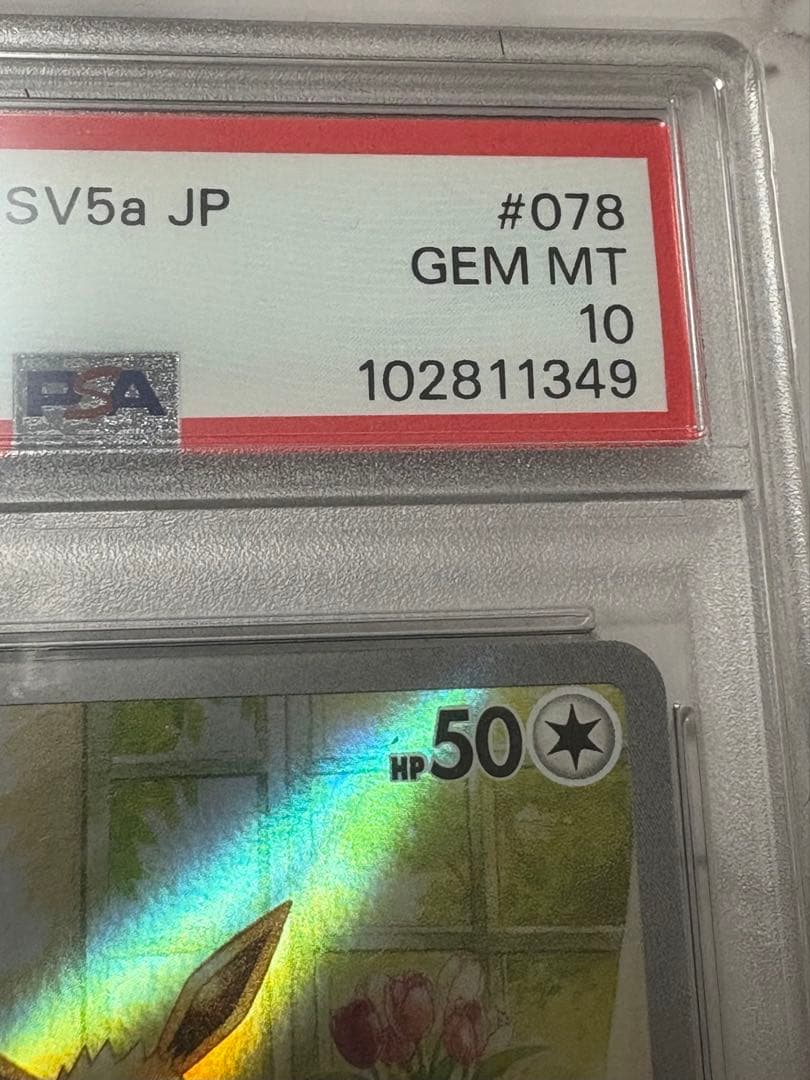 SV5a JP #078
GEM MT
10
PSA 102811349
HP50